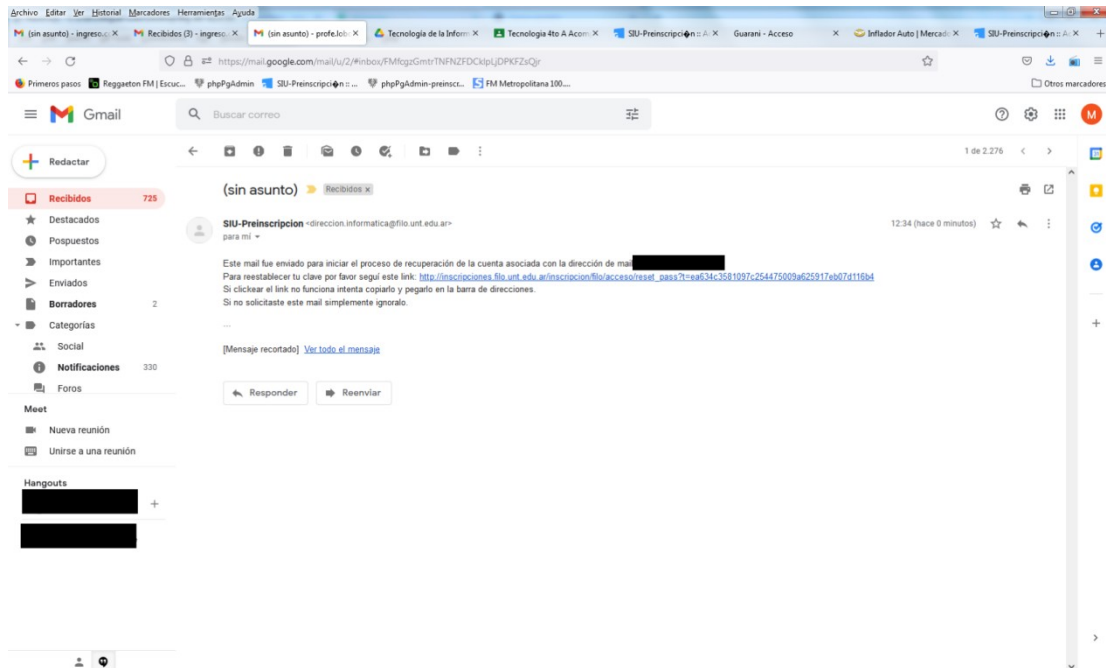 Archivo Editar Ver Historial Marcadores Herramientas Ayuda
(sin asunto) - ingreso.c
Recibidos (3) - ingreso.
(sin asunto) - profe.lob
Tecnología de la Inform
Tecnologia 4to A Acom
SIU-Preinscripci�n :: A
Guarani - Acceso
Inflador Auto | Mercad
SIU-Preinscripci�n :: A
https://mail.google.com/mail/u/2/#inbox/FMfcgzGmtrTNFNZFDCklpLjDPKFZsQjr
Primeros pasos Reggaeton FM | Escuc... phpPgAdmin SIU-Preinscripci�n :: ... phpPgAdmin-preinscr... FM Metropolitana 100.... Otros marcadores
Gmail
Buscar correo
M
Redactar
1 de 2.276
Recibidos 725
Destacados
Pospuestos
Importantes
Enviados
Borradores 2
Categorías
Social
Notificaciones 330
Foros
Meet
Nueva reunión
Unirse a una reunión
Hangouts
(sin asunto) Recibidos x
SIU-Preinscripcion <direccion.informatica@filo.unt.edu.ar> 12:34 (hace 0 minutos)
para mí
Este mail fue enviado para iniciar el proceso de recuperación de la cuenta asociada con la dirección de mail
Para reestablecer tu clave por favor seguí este link: http://inscripciones.filo.unt.edu.ar/inscripcion/filo/acceso/reset_pass?t=ea634c3581097c254475009a625917eb07d116b4
Si clickear el link no funciona intenta copiarlo y pegarlo en la barra de direcciones.
Si no solicitaste este mail simplemente ignoralo.
...
[Mensaje recortado] Ver todo el mensaje
Responder Reenviar